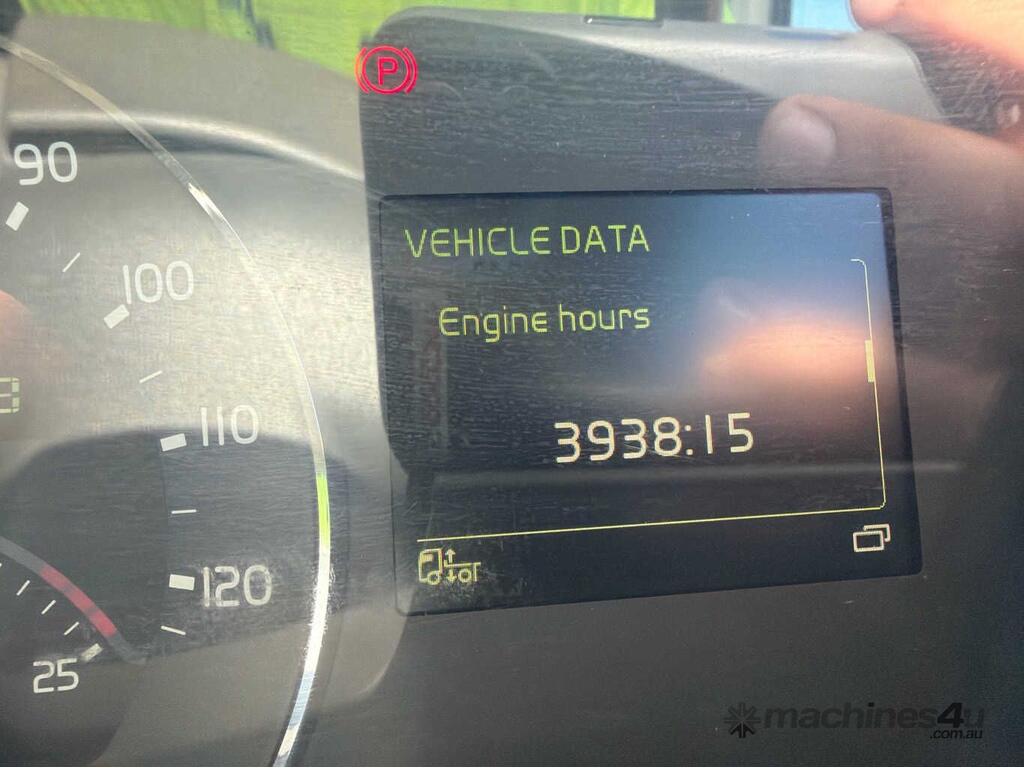 P
90
VEHICLE DATA
100
Engine hours
110
3938:15
120
25
machines4u
.com.au